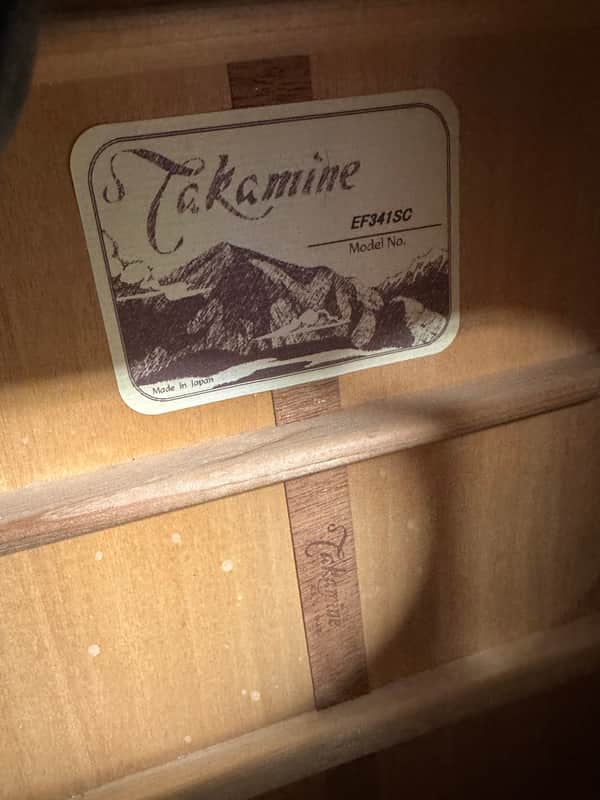 Takamine
EF341SC
Model No.
Made in Japan
Takamine